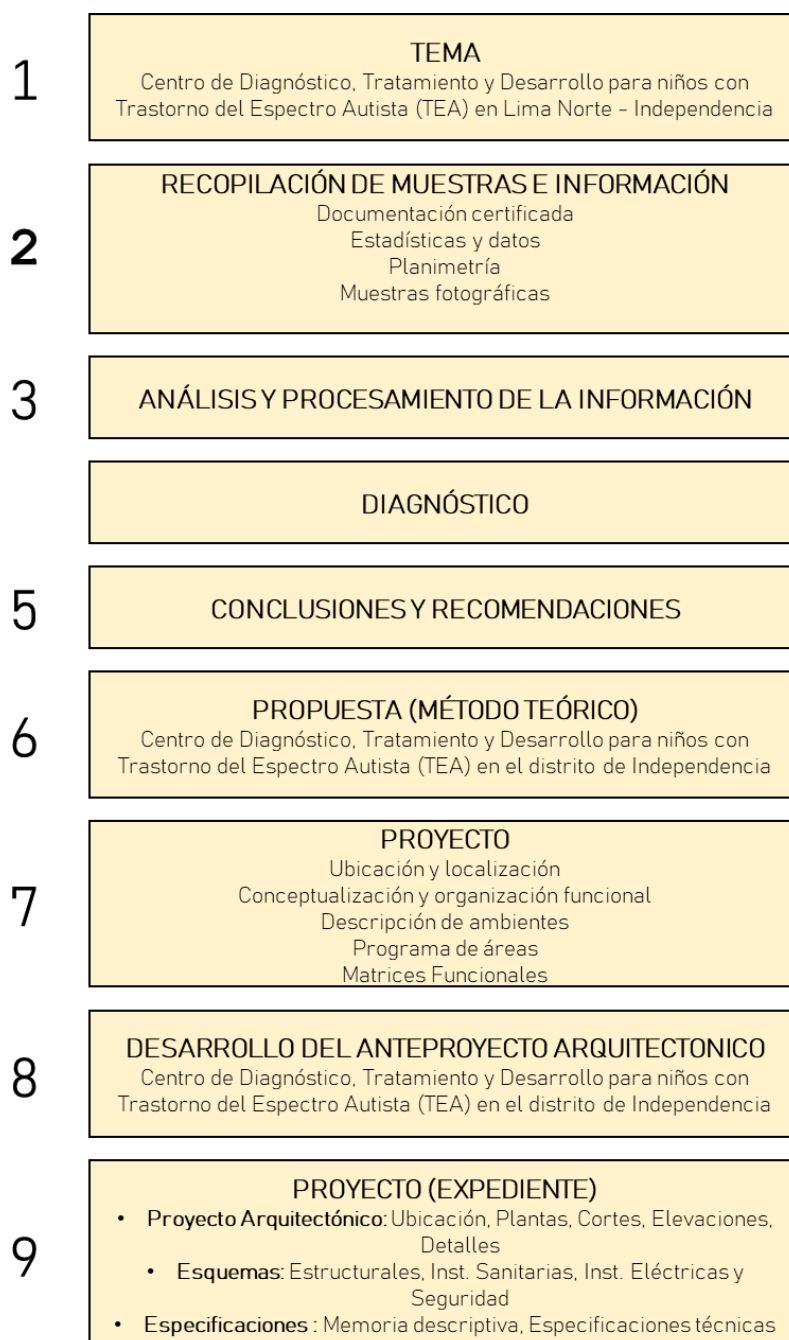 1
TEMA
Centro de Diagnóstico, Tratamiento y Desarrollo para niños con
Trastorno del Espectro Autista (TEA) en Lima Norte - Independencia
2
RECOPILACIÓN DE MUESTRAS E INFORMACIÓN
Documentación certificada
Estadísticas y datos
Planimetría
Muestras fotográficas
3
ANÁLISIS Y PROCESAMIENTO DE LA INFORMACIÓN
DIAGNÓSTICO
5
CONCLUSIONES Y RECOMENDACIONES
6
PROPUESTA (MÉTODO TEÓRICO)
Centro de Diagnóstico, Tratamiento y Desarrollo para niños con
Trastorno del Espectro Autista (TEA) en el distrito de Independencia
7
PROYECTO
Ubicación y localización
Conceptualización y organización funcional
Descripción de ambientes
Programa de áreas
Matrices Funcionales
8
DESARROLLO DEL ANTEPROYECTO ARQUITECTONICO
Centro de Diagnóstico, Tratamiento y Desarrollo para niños con
Trastorno del Espectro Autista (TEA) en el distrito de Independencia
9
PROYECTO (EXPEDIENTE)
• Proyecto Arquitectónico: Ubicación, Plantas, Cortes, Elevaciones,
Detalles
• Esquemas: Estructurales, Inst. Sanitarias, Inst. Eléctricas y
Seguridad
• Especificaciones : Memoria descriptiva, Especificaciones técnicas